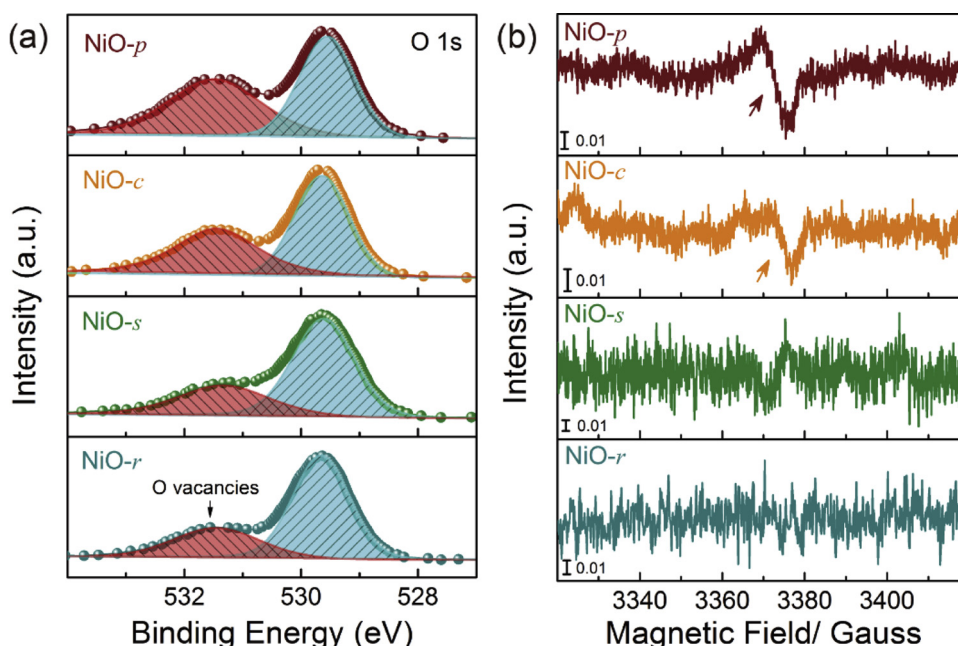 (a)
NiO-p
O 1s
NiO-c
NiO-s
NiO-r
O vacancies
Intensity (a.u.)
532
530
528
Binding Energy (eV)
(b)
NiO-p
0.01
NiO-c
0.01
NiO-s
0.01
NiO-r
0.01
Intensity (a.u.)
3340
3360
3380
3400
Magnetic Field/ Gauss